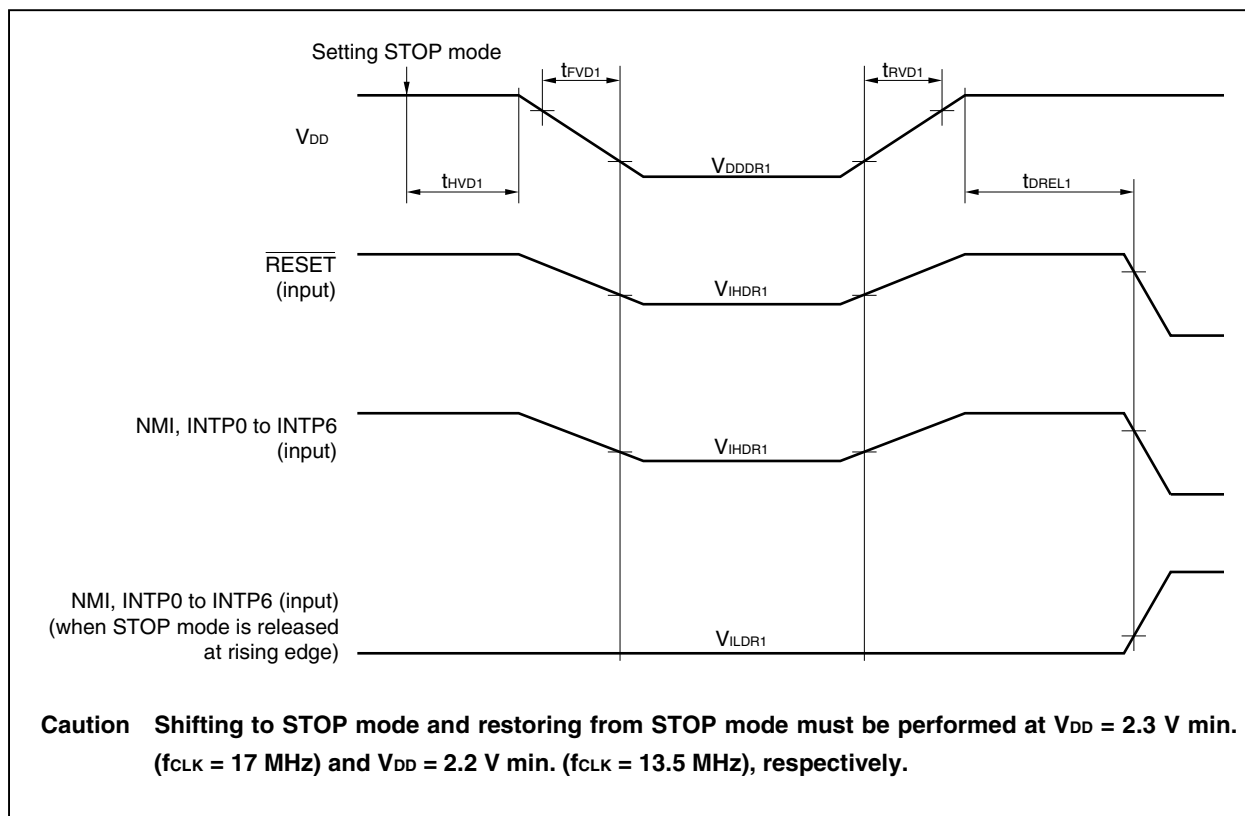 Setting STOP mode
tFVD1
tRVD1
VDD
VDDDR1
tHVD1
tDREL1
RESET
(input)
VIHDR1
NMI, INTP0 to INTP6
(input)
VIHDR1
NMI, INTP0 to INTP6 (input)
(when STOP mode is released
at rising edge)
VILDR1
Caution Shifting to STOP mode and restoring from STOP mode must be performed at VDD = 2.3 V min.
(fCLK = 17 MHz) and VDD = 2.2 V min. (fCLK = 13.5 MHz), respectively.